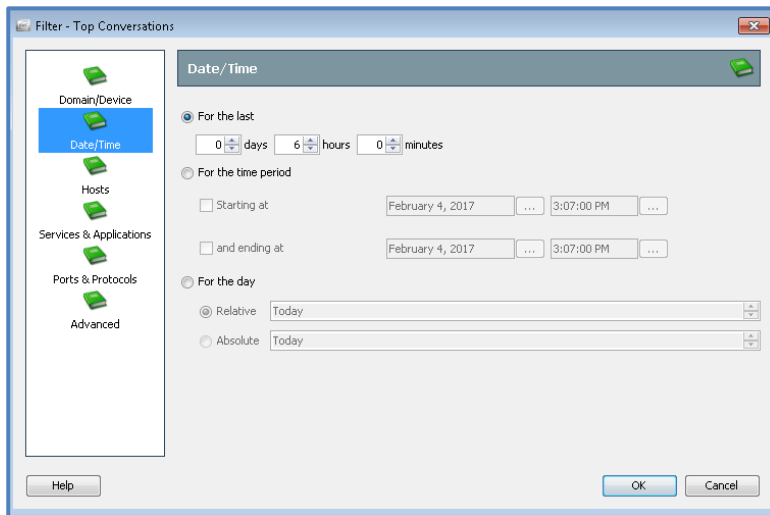 Filter - Top Conversations
Domain/Device
Date/Time
Hosts
Services & Applications
Ports & Protocols
Advanced
Date/Time
For the last
0 days 6 hours 0 minutes
For the time period
Starting at February 4, 2017 ... 3:07:00 PM ...
and ending at February 4, 2017 ... 3:07:00 PM ...
For the day
Relative Today
Absolute Today
Help OK Cancel